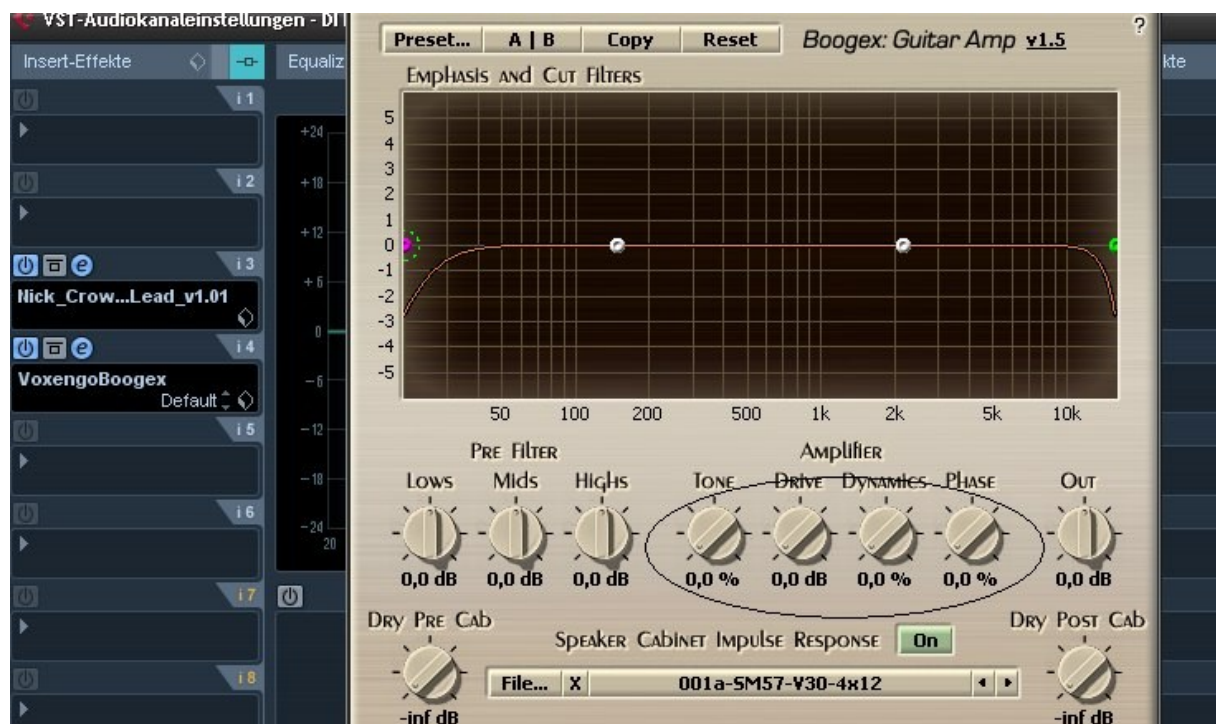 VST-Audiokanaleinstellungen - DI
Insert-Effekte
Equaliz
kte
i 1
i 2
i 3
Nick_Crow...Lead_v1.01
i 4
VoxengoBoogex
Default
i 5
i 6
i 7
i 8
+24
+18
+12
+6
0
-6
-12
-18
-24
20
Preset... A | B Copy Reset Boogex: Guitar Amp v1.5 ?
Emphasis and Cut Filters
5
4
3
2
1
0
-1
-2
-3
-4
-5
50 100 200 500 1k 2k 5k 10k
Pre Filter Amplifier
Lows Mids Highs Tone Drive Dynamics Phase Out
0,0 dB 0,0 dB 0,0 dB 0,0 % 0,0 dB 0,0 % 0,0 % 0,0 dB
Dry Pre Cab Speaker Cabinet Impulse Response On Dry Post Cab
File... X 001a-SM57-V30-4x12
-inf dB -inf dB